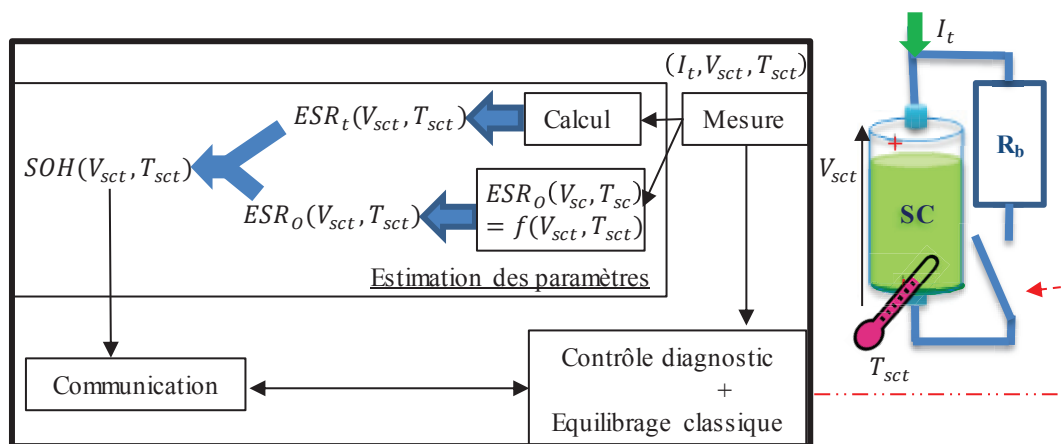 (I_t, V_sct, T_sct)
ESR_t(V_sct, T_sct)
Calcul
Mesure
SOH(V_sct, T_sct)
ESR_O(V_sct, T_sct)
ESR_O(V_sc, T_sc)
= f(V_sct, T_sct)
Estimation des paramètres
Communication
Contrôle diagnostic
+
Equilibrage classique
I_t
V_sct
+
SC
R_b
T_sct